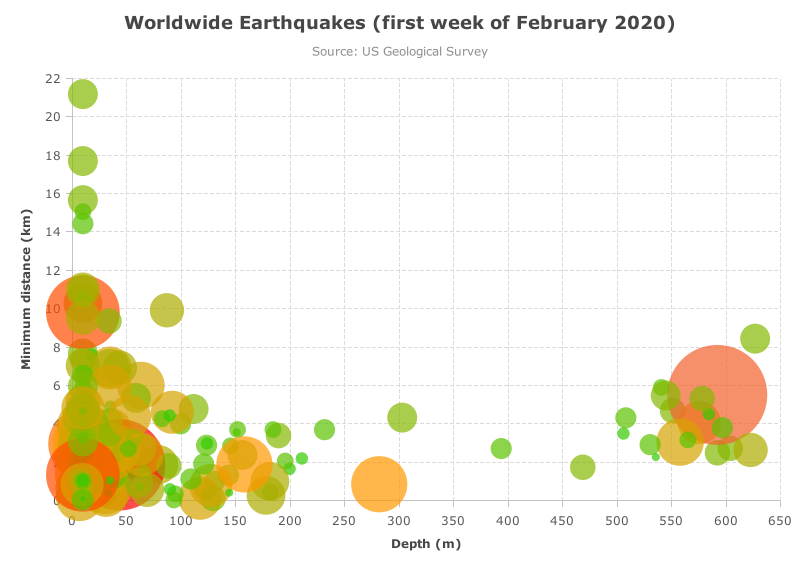 Worldwide Earthquakes (first week of February 2020)
Source: US Geological Survey
22
20
18
16
14
12
10
8
6
4
2
0
Minimum distance (km)
0 50 100 150 200 250 300 350 400 450 500 550 600 650
Depth (m)